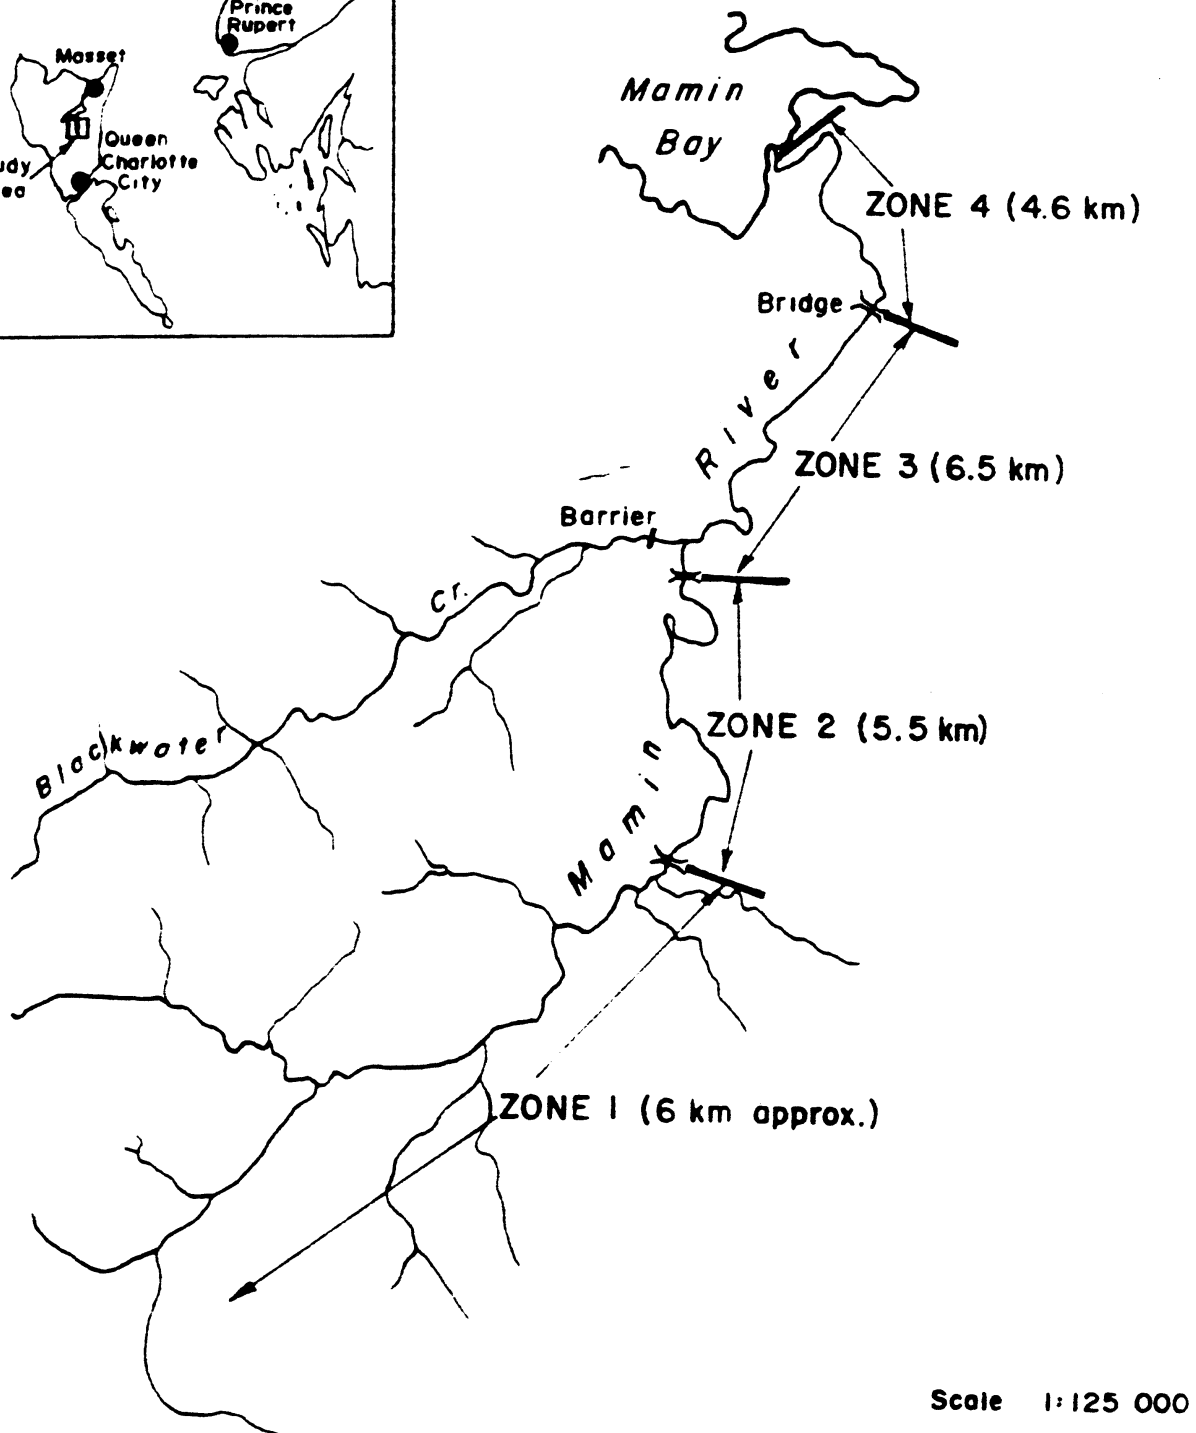 Prince
Rupert
Masset
Queen
Charlotte
City
Mamin
Bay
ZONE 4 (4.6 km)
Bridge
River
ZONE 3 (6.5 km)
Barrier
Cr.
Blackwater
ZONE 2 (5.5 km)
Mamin
ZONE 1 (6 km approx.)
Scale 1:125 000